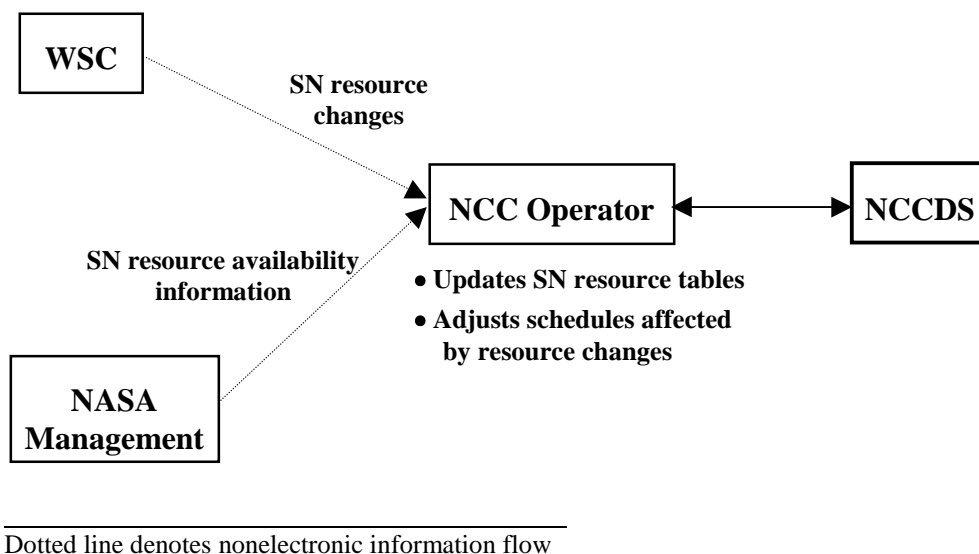 WSC
SN resource
changes
NCC Operator
NCCDS
SN resource availability
information
● Updates SN resource tables
● Adjusts schedules affected
by resource changes
NASA
Management
Dotted line denotes nonelectronic information flow